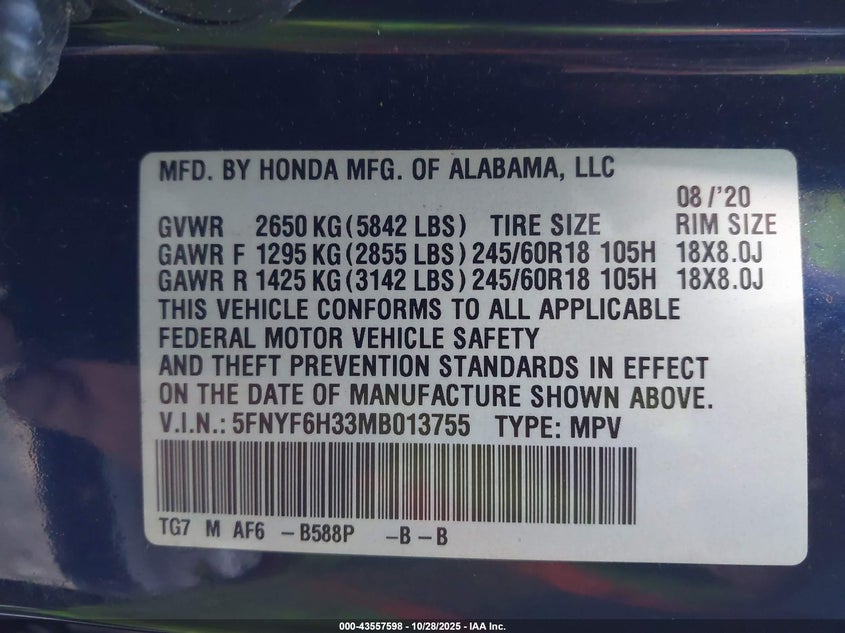 MFD. BY HONDA MFG. OF ALABAMA, LLC
08/'20
GVWR 2650 KG (5842 LBS) TIRE SIZE RIM SIZE
GAWR F 1295 KG (2855 LBS) 245/60R18 105H 18X8.0J
GAWR R 1425 KG (3142 LBS) 245/60R18 105H 18X8.0J
THIS VEHICLE CONFORMS TO ALL APPLICABLE
FEDERAL MOTOR VEHICLE SAFETY
AND THEFT PREVENTION STANDARDS IN EFFECT
ON THE DATE OF MANUFACTURE SHOWN ABOVE.
V.I.N.: 5FNYF6H33MB013755 TYPE: MPV
TG7 M AF6 -B588P -B-B
000-43557598 - 10/28/2025 - IAA Inc.